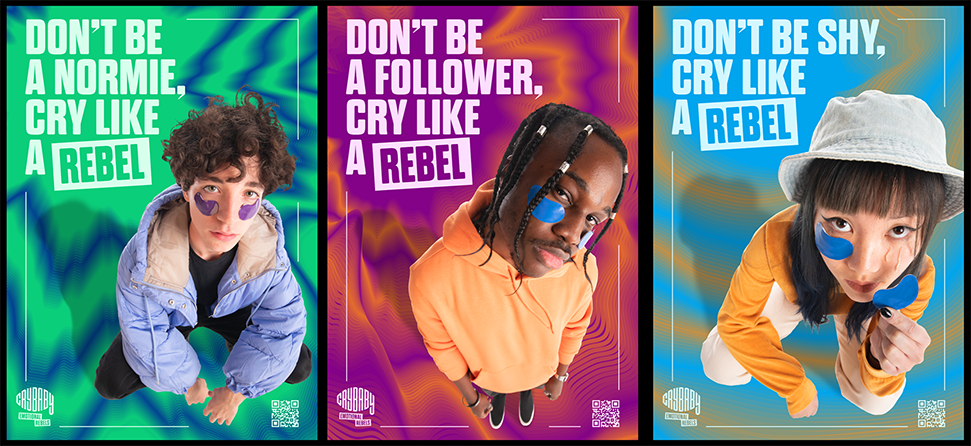 DON'T BE
A NORMIE,
CRY LIKE
A REBEL
CRYBABY
EMOTIONAL
REBELS
DON'T BE
A FOLLOWER,
CRY LIKE
A REBEL
CRYBABY
EMOTIONAL
REBELS
DON'T BE SHY,
CRY LIKE
A REBEL
CRYBABY
EMOTIONAL
REBELS